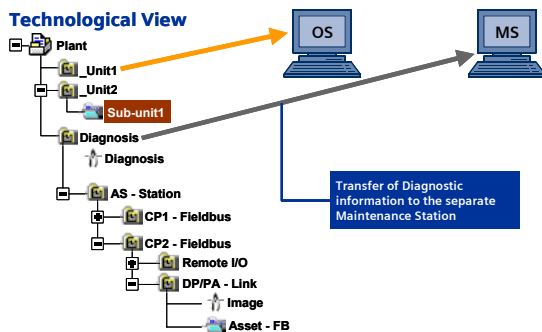 Technological View
OS
MS
Plant
_Unit1
_Unit2
Sub-unit1
Diagnosis
Diagnosis
AS - Station
CP1 - Fieldbus
CP2 - Fieldbus
Remote I/O
DP/PA - Link
Image
Asset - FB
Transfer of Diagnostic
information to the separate
Maintenance Station